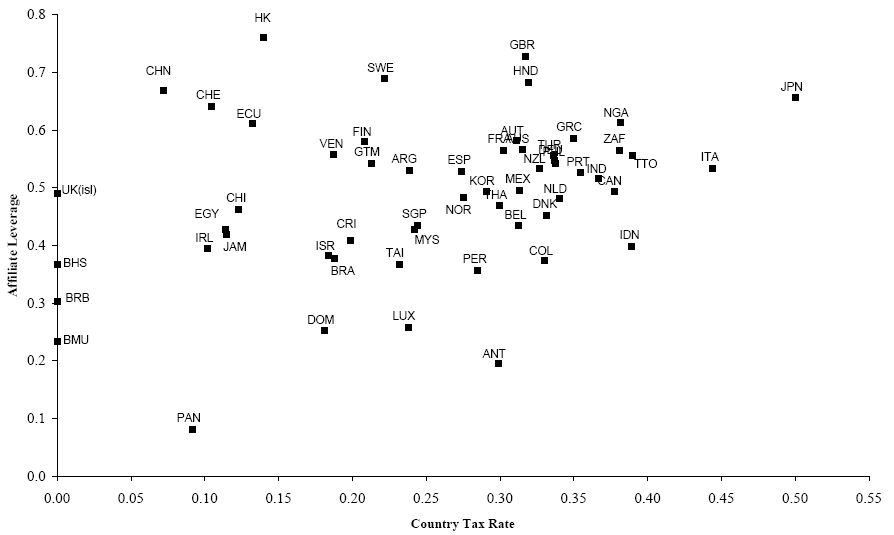 0.8
HK
GBR
0.7
CHN
SWE
HND
JPN
CHE
ECU
NGA
0.6
FIN
AUT
GRC
VEN
FRA
AUS
TUR
ZAF
GTM
ARG
ESP
NZL
PRT
IND
TTO
ITA
0.5
UK(isl)
KOR
MEX
NLD
CAN
CHI
THA
NOR
DNK
EGY
SGP
BEL
0.4
IRL
JAM
CRI
MYS
IDN
ISR
BRA
TAI
PER
COL
BHS
0.3
BRB
DOM
LUX
BMU
0.2
ANT
0.1
PAN
0.0
Affiliate Leverage
0.00 0.05 0.10 0.15 0.20 0.25 0.30 0.35 0.40 0.45 0.50 0.55
Country Tax Rate